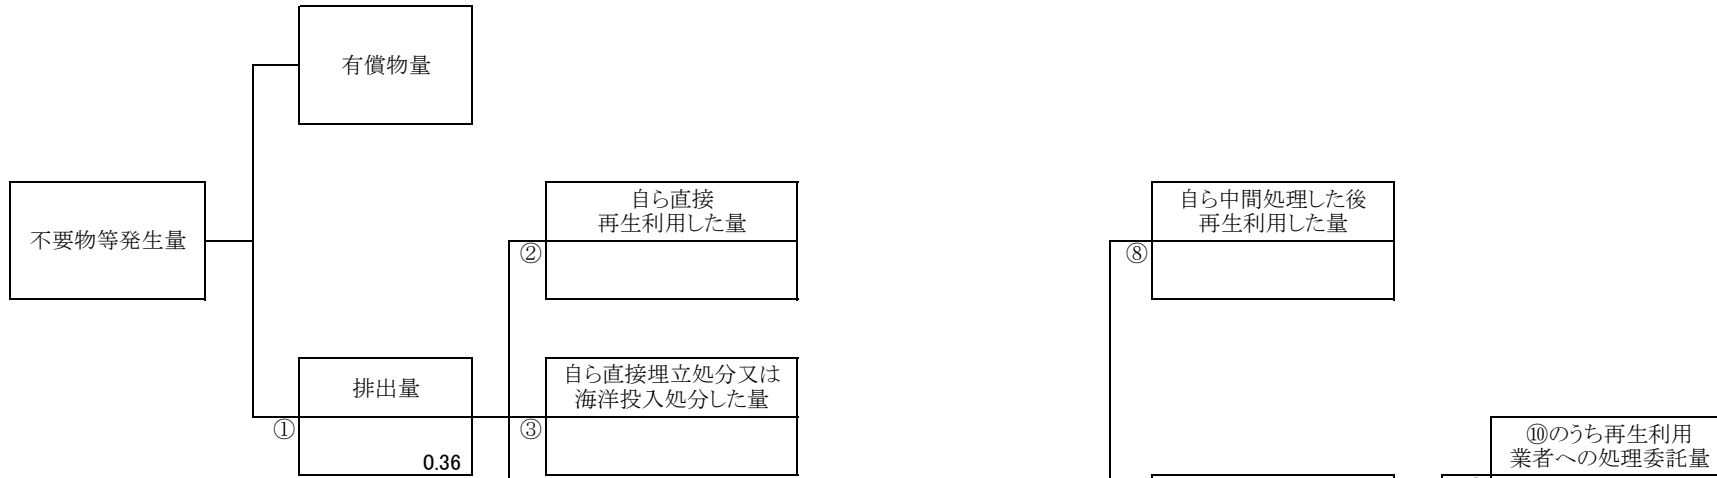 有償物量
不要物等発生量
自ら直接
再生利用した量
②
自ら中間処理した後
再生利用した量
⑧
排出量
①
0.36
自ら直接埋立処分又は
海洋投入処分した量
③
⑩のうち再生利用
業者への処理委託量